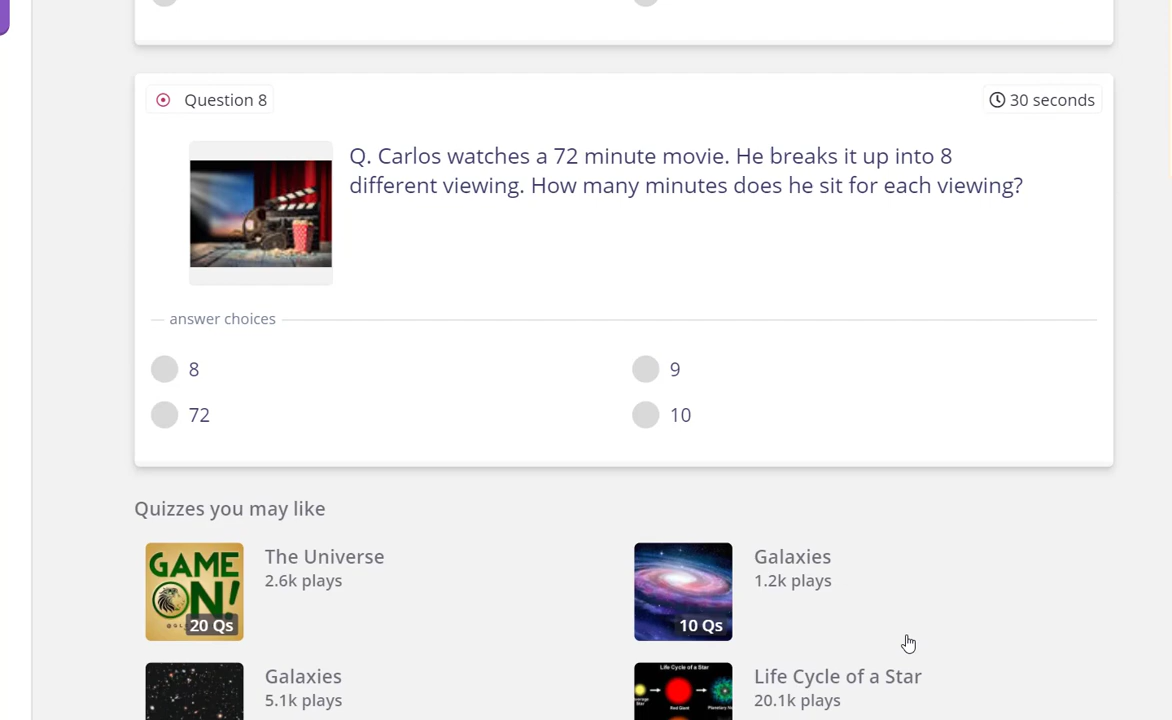 Question 8
30 seconds
Q. Carlos watches a 72 minute movie. He breaks it up into 8
different viewing. How many minutes does he sit for each viewing?
answer choices
8
9
72
10
Quizzes you may like
GAME
ON!
20 Qs
The Universe
2.6k plays
10 Qs
Galaxies
1.2k plays
Galaxies
5.1k plays
Life Cycle of a Star
Red Giant
Life Cycle of a Star
20.1k plays